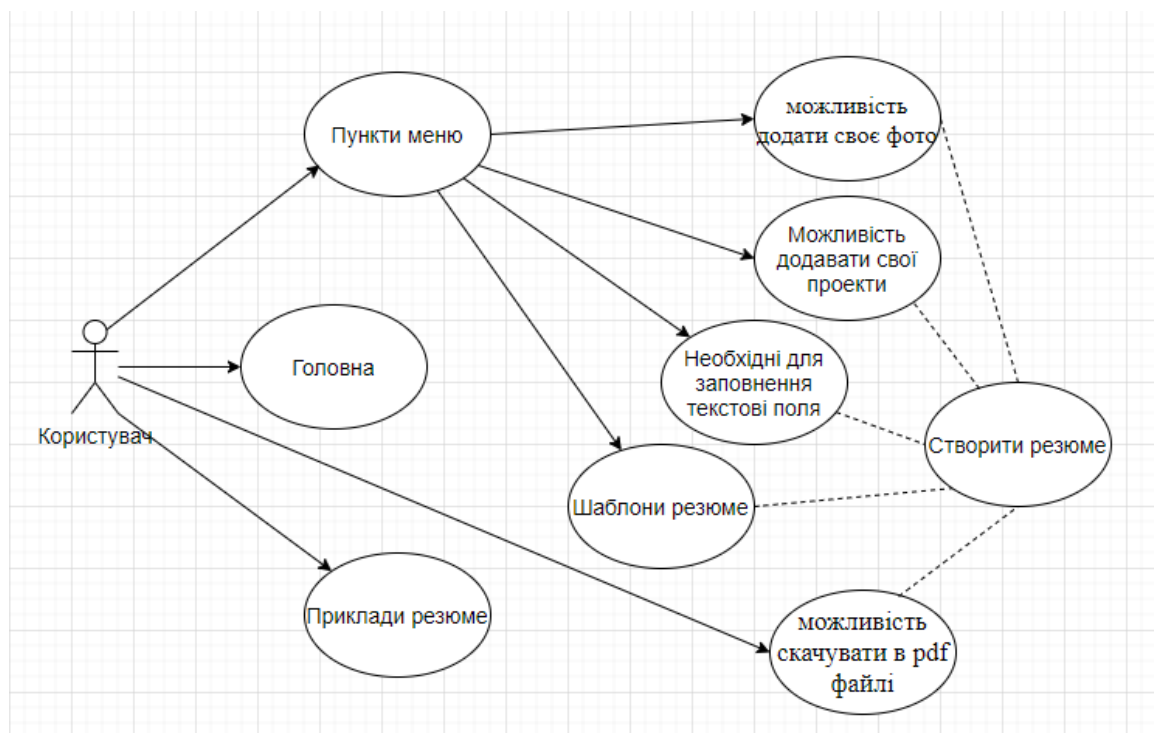 можливість
додати своє фото
Пункти меню
Можливість
додавати свої
проекти
Необхідні для
заповнення
текстові поля
Головна
Користувач
Створити резюме
Шаблони резюме
Приклади резюме
можливість
скачувати в pdf
файлі